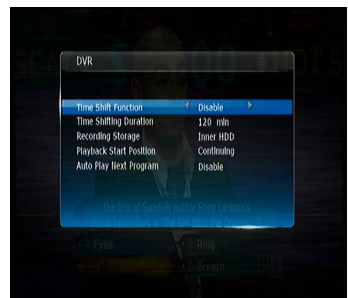 DVR
Time Shift Function Disable
Time Shifting Duration 120 min
Recording Storage Inner HDD
Playback Start Position Continuing
Auto Play Next Program Disable
The first of Swedish author Stieg Larsson's
A: Eyes B: Ring
Breath